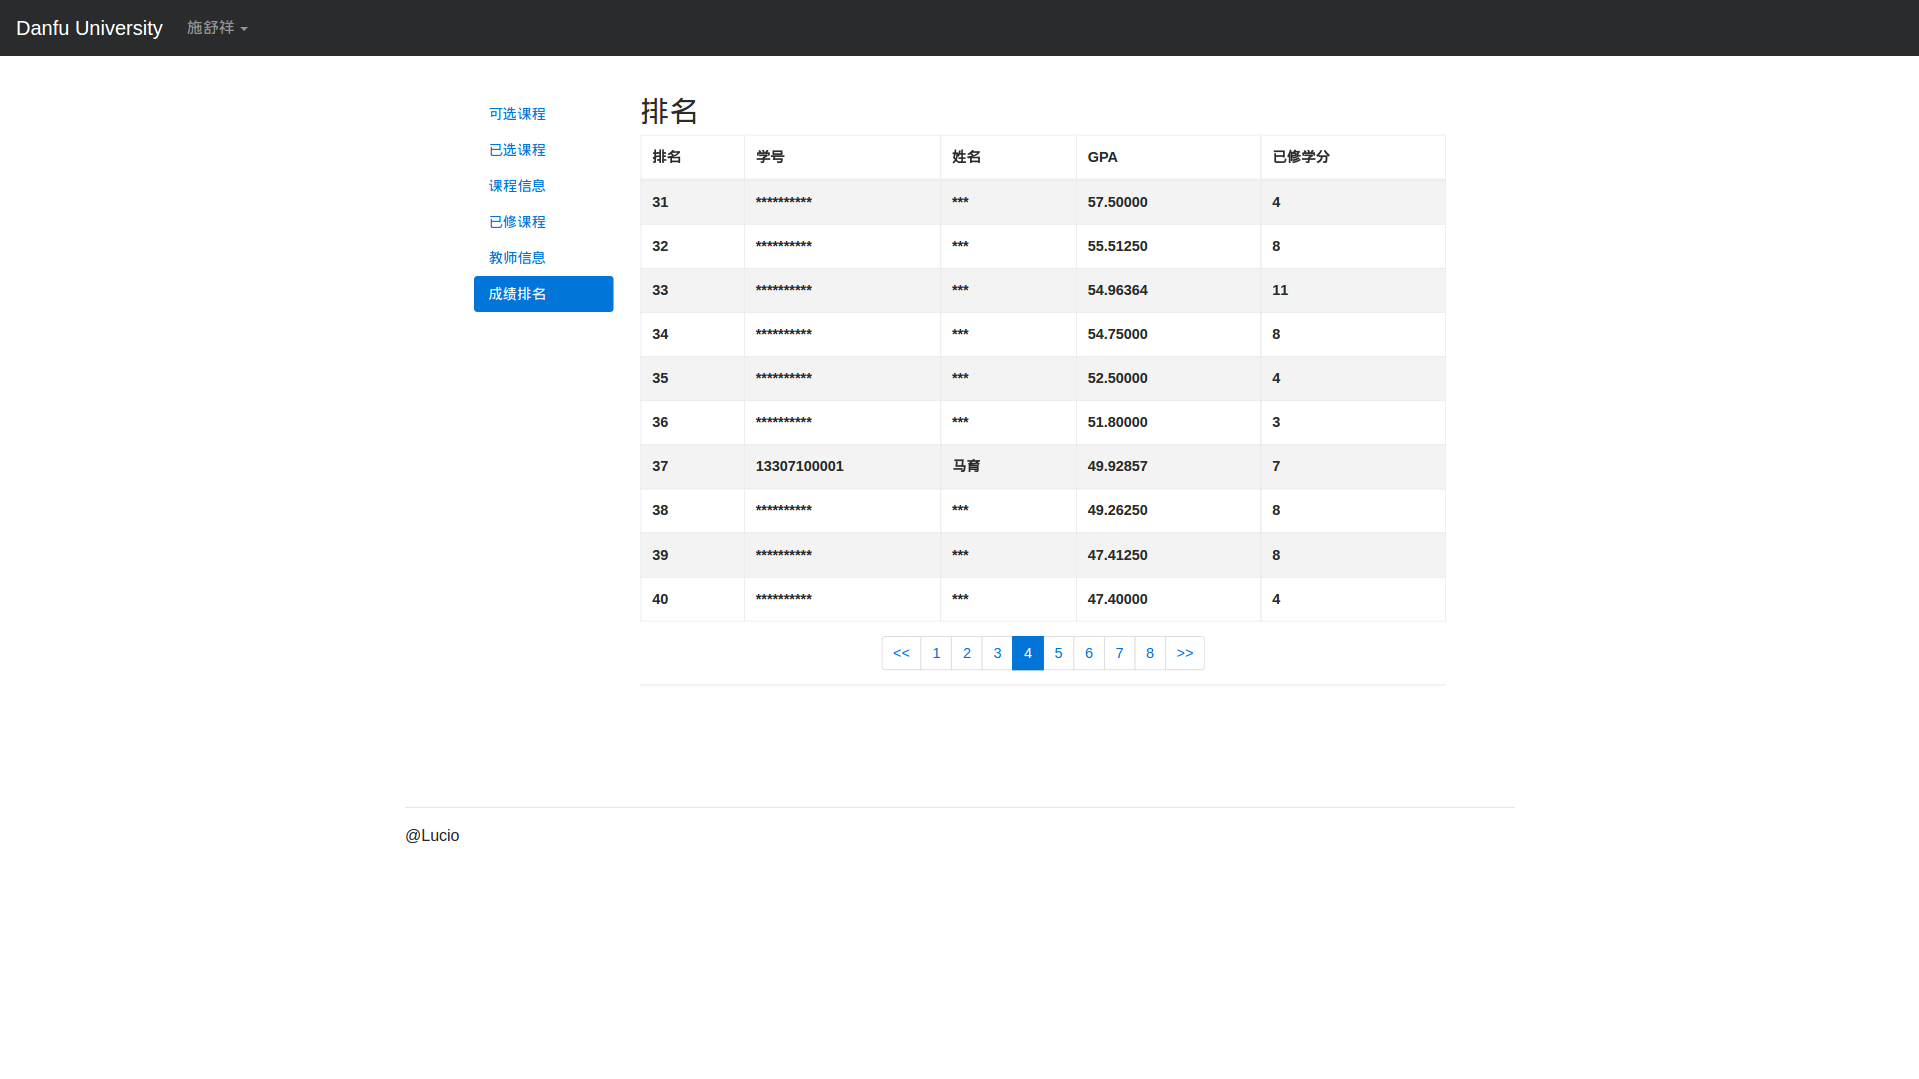 Danfu University 施舒祥
可选课程
已选课程
课程信息
已修课程
教师信息
成绩排名
排名
排名 学号 姓名 GPA 已修学分
31 ********** *** 57.50000 4
32 ********** *** 55.51250 8
33 ********** *** 54.96364 11
34 ********** *** 54.75000 8
35 ********** *** 52.50000 4
36 ********** *** 51.80000 3
37 13307100001 马育 49.92857 7
38 ********** *** 49.26250 8
39 ********** *** 47.41250 8
40 ********** *** 47.40000 4
<< 1 2 3 4 5 6 7 8 >>
@Lucio